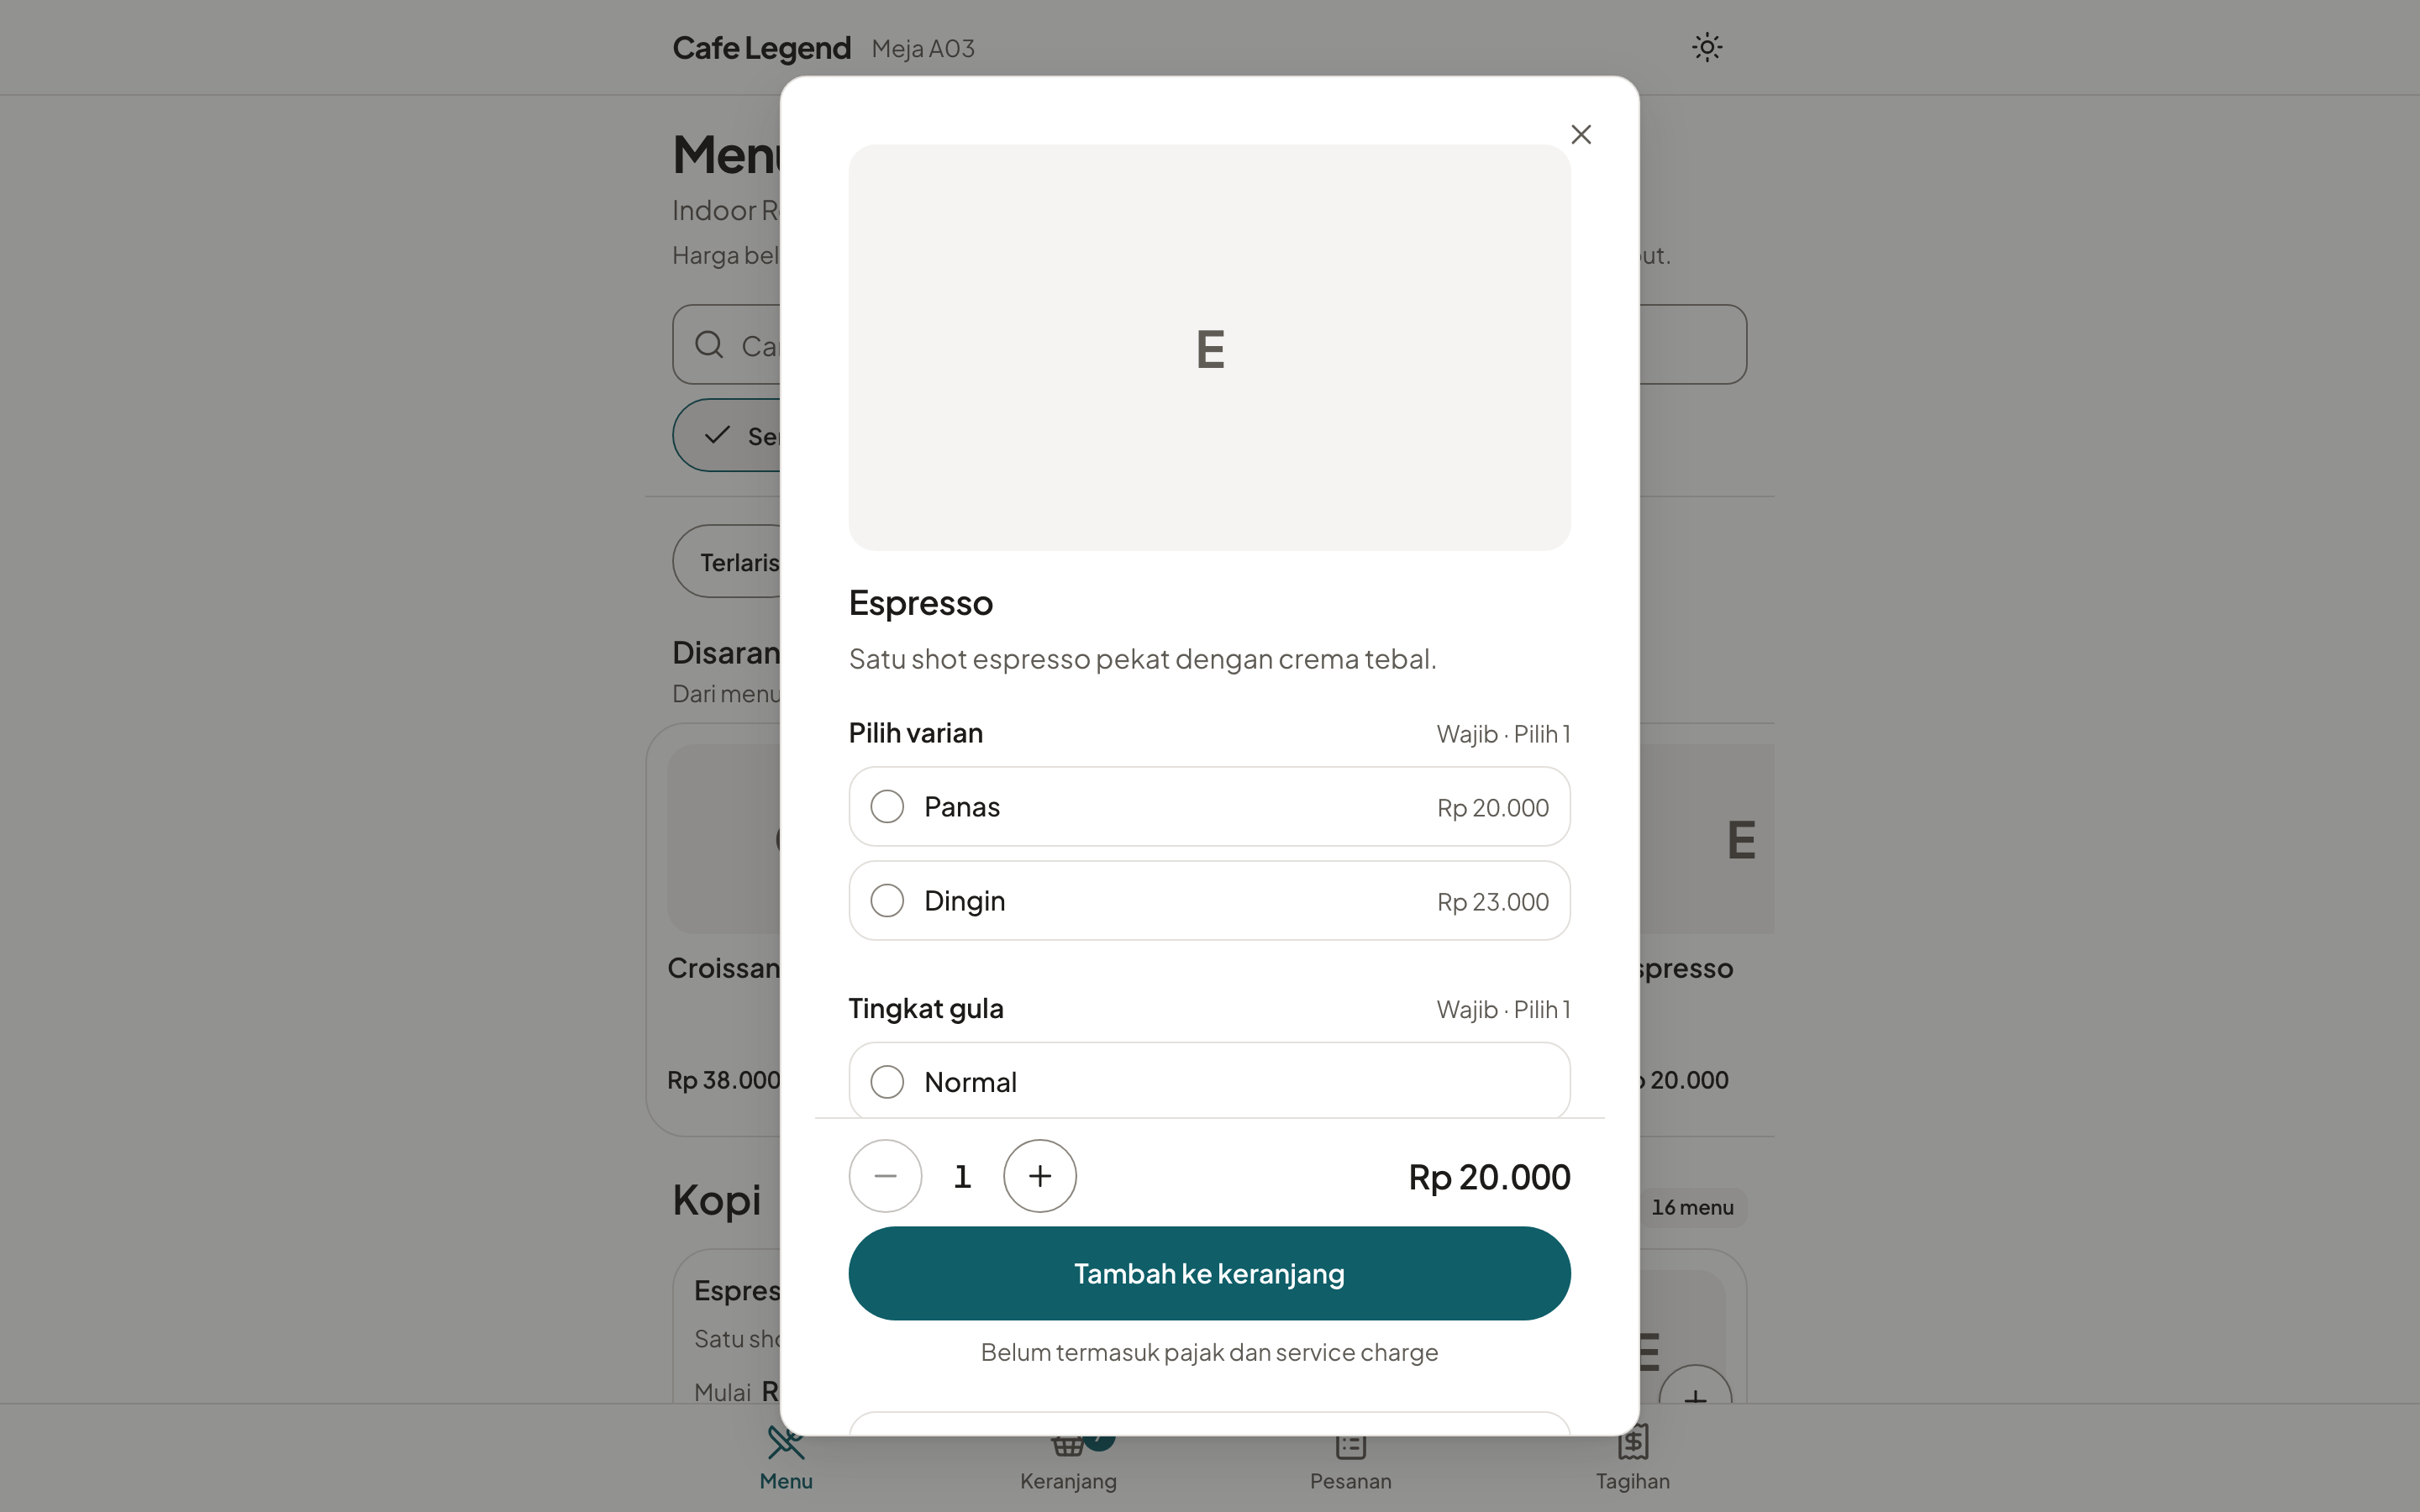 Cafe Legend Meja A03
Menu
Indoor R
Harga bel
out.
Ca
Se
Terlaris
Disaran
Dari menu
Croissan
Rp 38.000
E
spresso
20.000
Kopi
16 menu
Espres
Satu sho
Mulai R
E
E
Espresso
Satu shot espresso pekat dengan crema tebal.
Pilih varian Wajib · Pilih 1
Panas Rp 20.000
Dingin Rp 23.000
Tingkat gula Wajib · Pilih 1
Normal
1 Rp 20.000
Tambah ke keranjang
Belum termasuk pajak dan service charge
Menu Keranjang Pesanan Tagihan